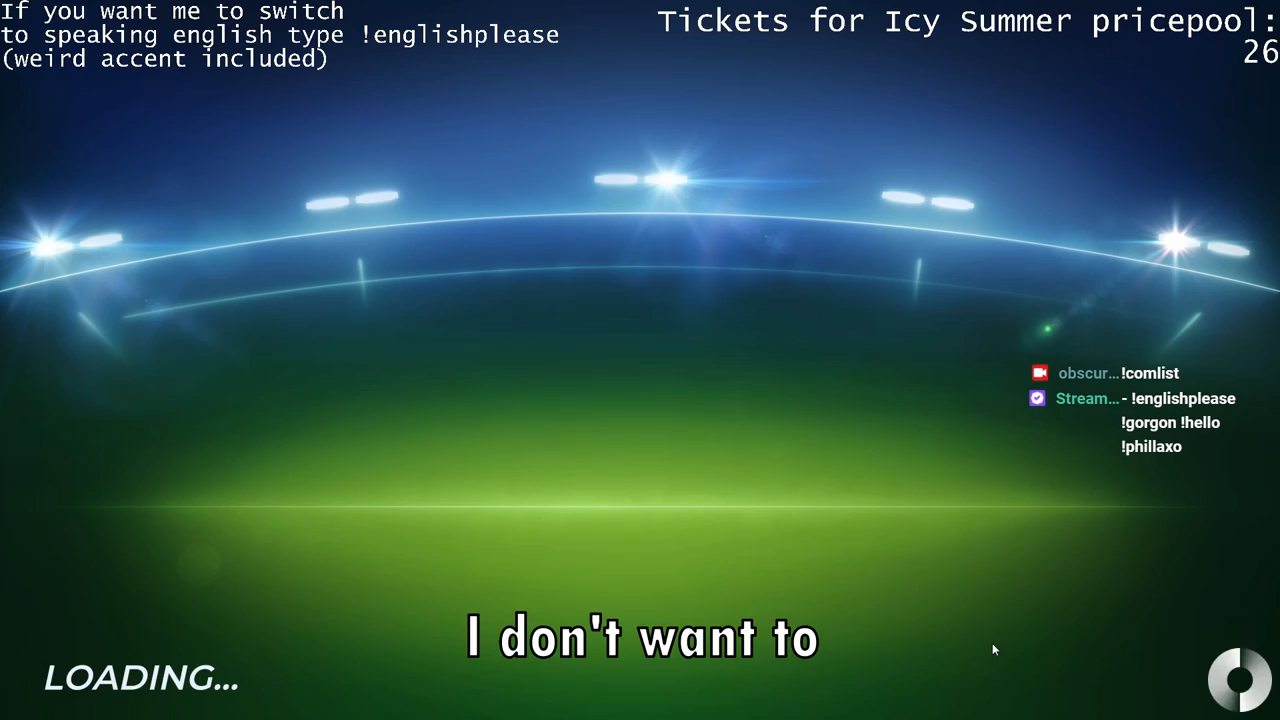 If you want me to switch
to speaking english type !englishplease
(weird accent included)
Tickets for Icy Summer pricepool:
26
obscur... !comlist
Stream... - !englishplease
!gorgon !hello
!phillaxo
I don't want to
LOADING...